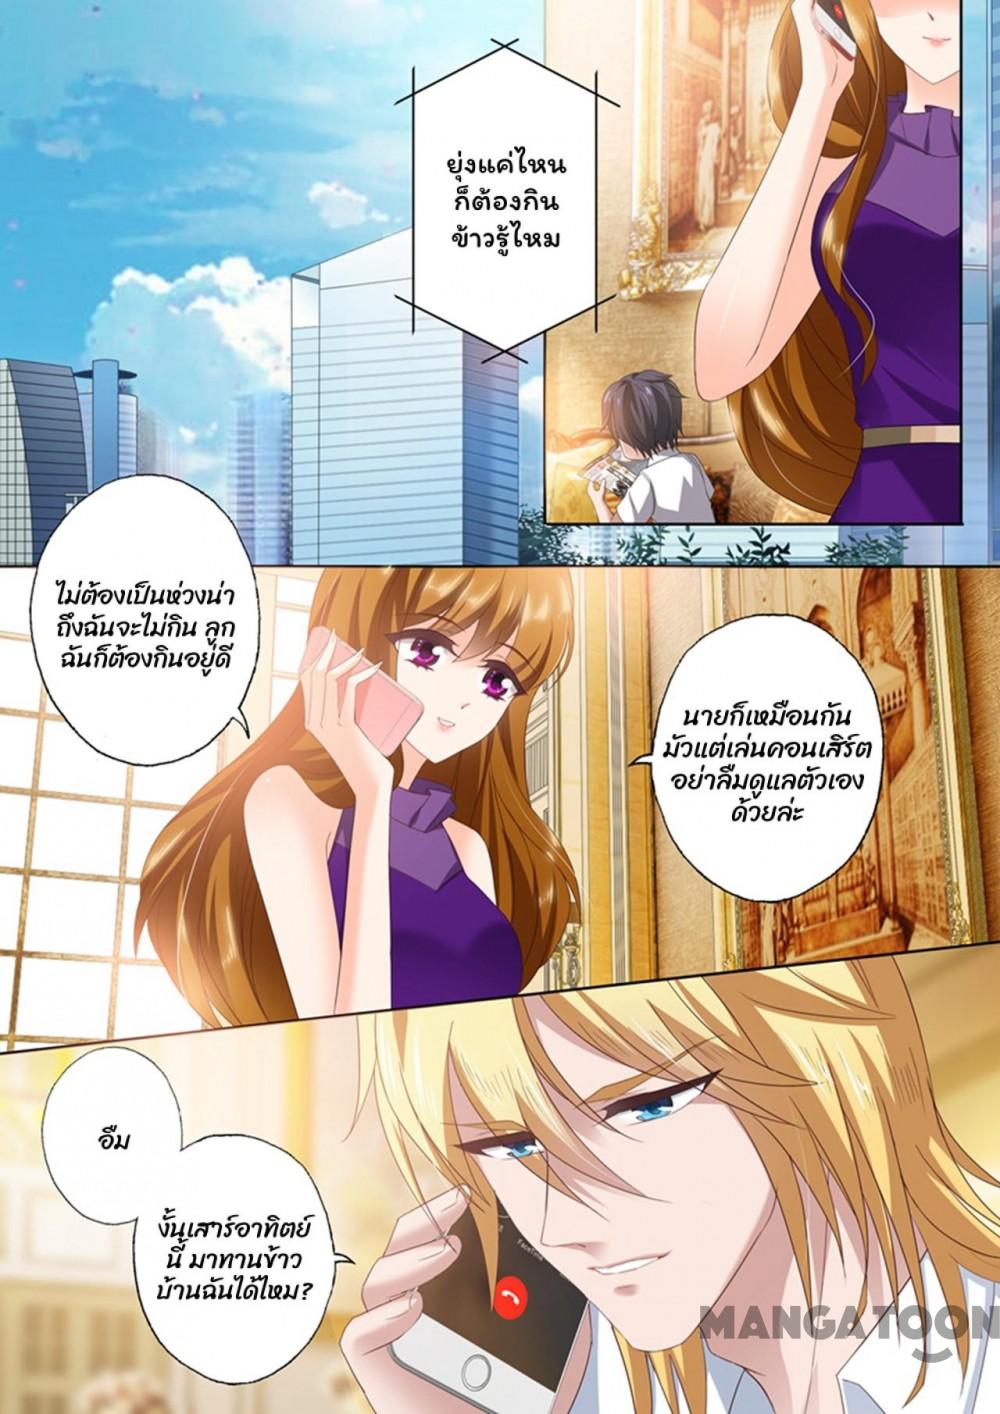 ยุ่งแค่ไหน
ก็ต้องกิน
ข้าวรู้ไหม
ไม่ต้องเป็นห่วงน่า
ถึงฉันจะไม่กิน ลูก
ฉันก็ต้องกินอยู่ดี
นายก็เหมือนกัน
มัวแต่เล่นคอนเสิร์ต
อย่าลืมดูแลตัวเอง
ด้วยล่ะ
อืม
งั้นเสาร์อาทิตย์
นี้ มาทานข้าว
บ้านฉันได้ไหม?
FaceTime
MANGATOON